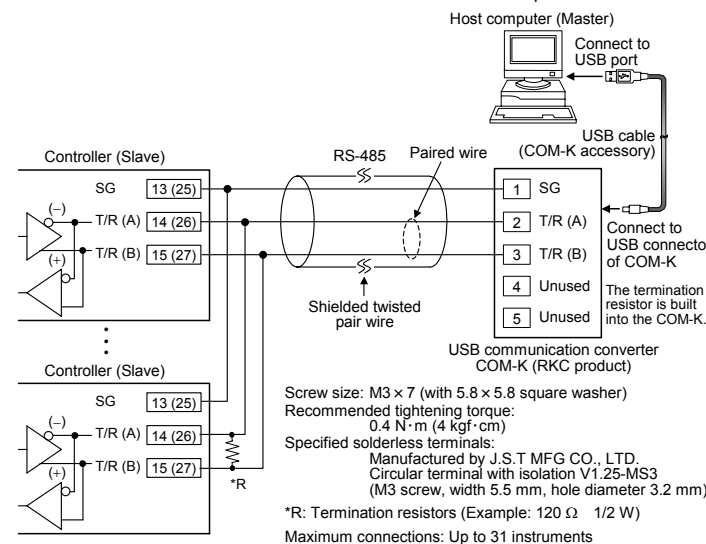 Host computer (Master)
Connect to
USB port
USB cable
(COM-K accessory)
Controller (Slave)
RS-485
Paired wire
SG
13 (25)
1
SG
(−)
T/R (A)
14 (26)
2
T/R (A)
(+)
T/R (B)
15 (27)
3
T/R (B)
4
Unused
5
Unused
Connect to
USB connecto
of COM-K
The termination
resistor is built
into the COM-K.
Shielded twisted
pair wire
USB communication converter
COM-K (RKC product)
Controller (Slave)
SG
13 (25)
(−)
T/R (A)
14 (26)
(+)
T/R (B)
15 (27)
*R
Screw size: M3 × 7 (with 5.8 × 5.8 square washer)
Recommended tightening torque:
0.4 N·m (4 kgf·cm)
Specified solderless terminals:
Manufactured by J.S.T MFG CO., LTD.
Circular terminal with isolation V1.25-MS3
(M3 screw, width 5.5 mm, hole diameter 3.2 mm)
*R: Termination resistors (Example: 120 Ω 1/2 W)
Maximum connections: Up to 31 instruments